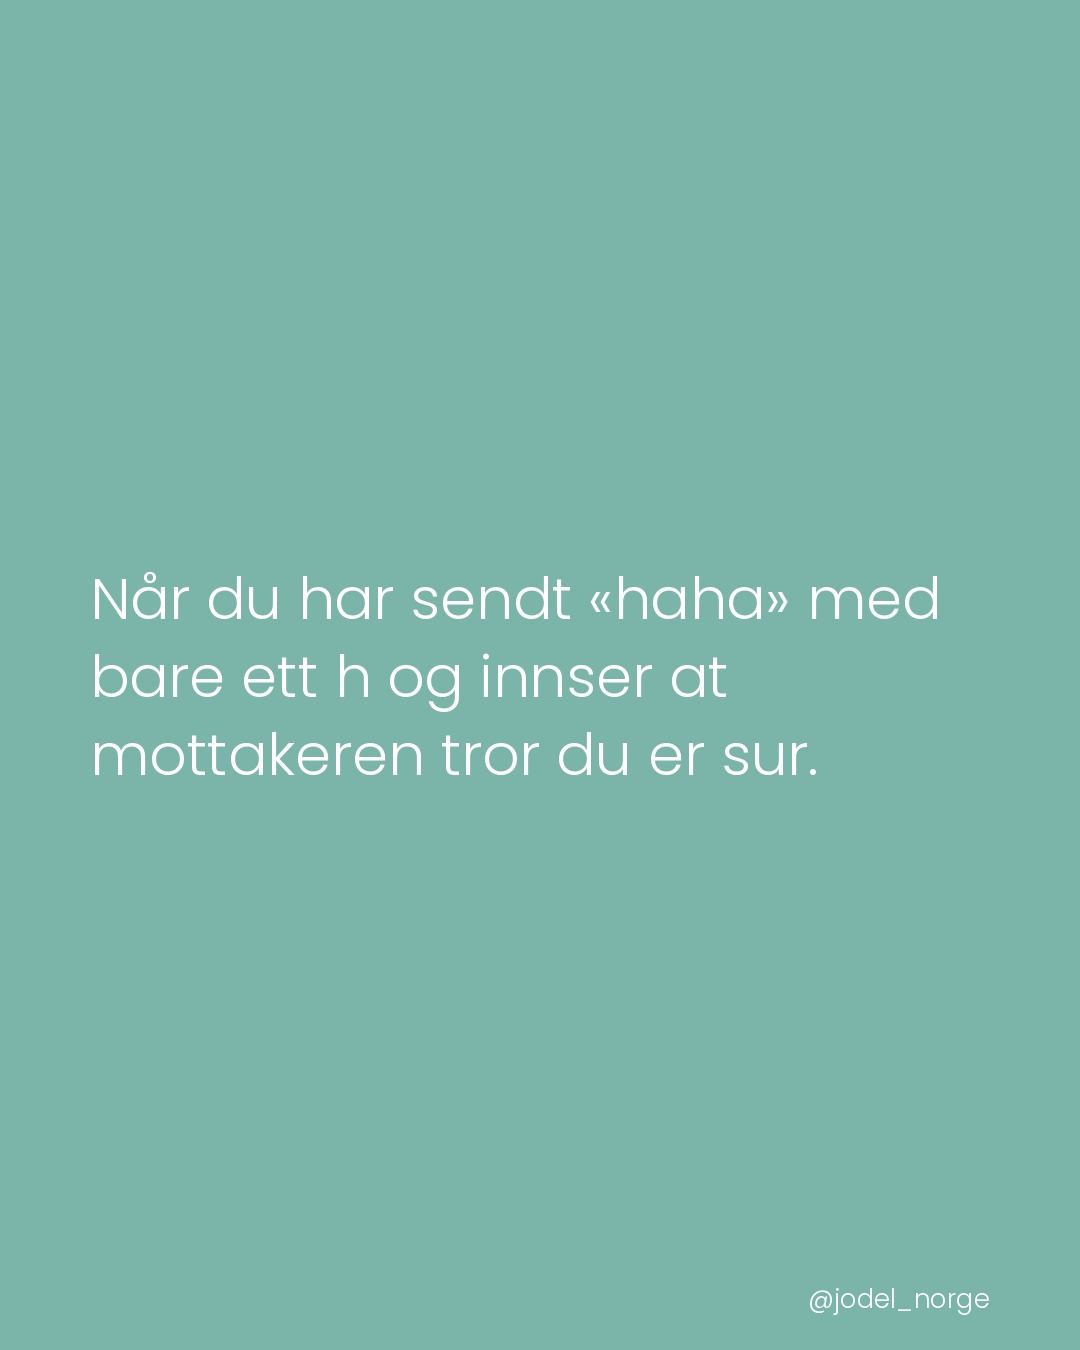 Når du har sendt «haha» med
bare ett h og innser at
mottakeren tror du er sur.
@jodel_norge